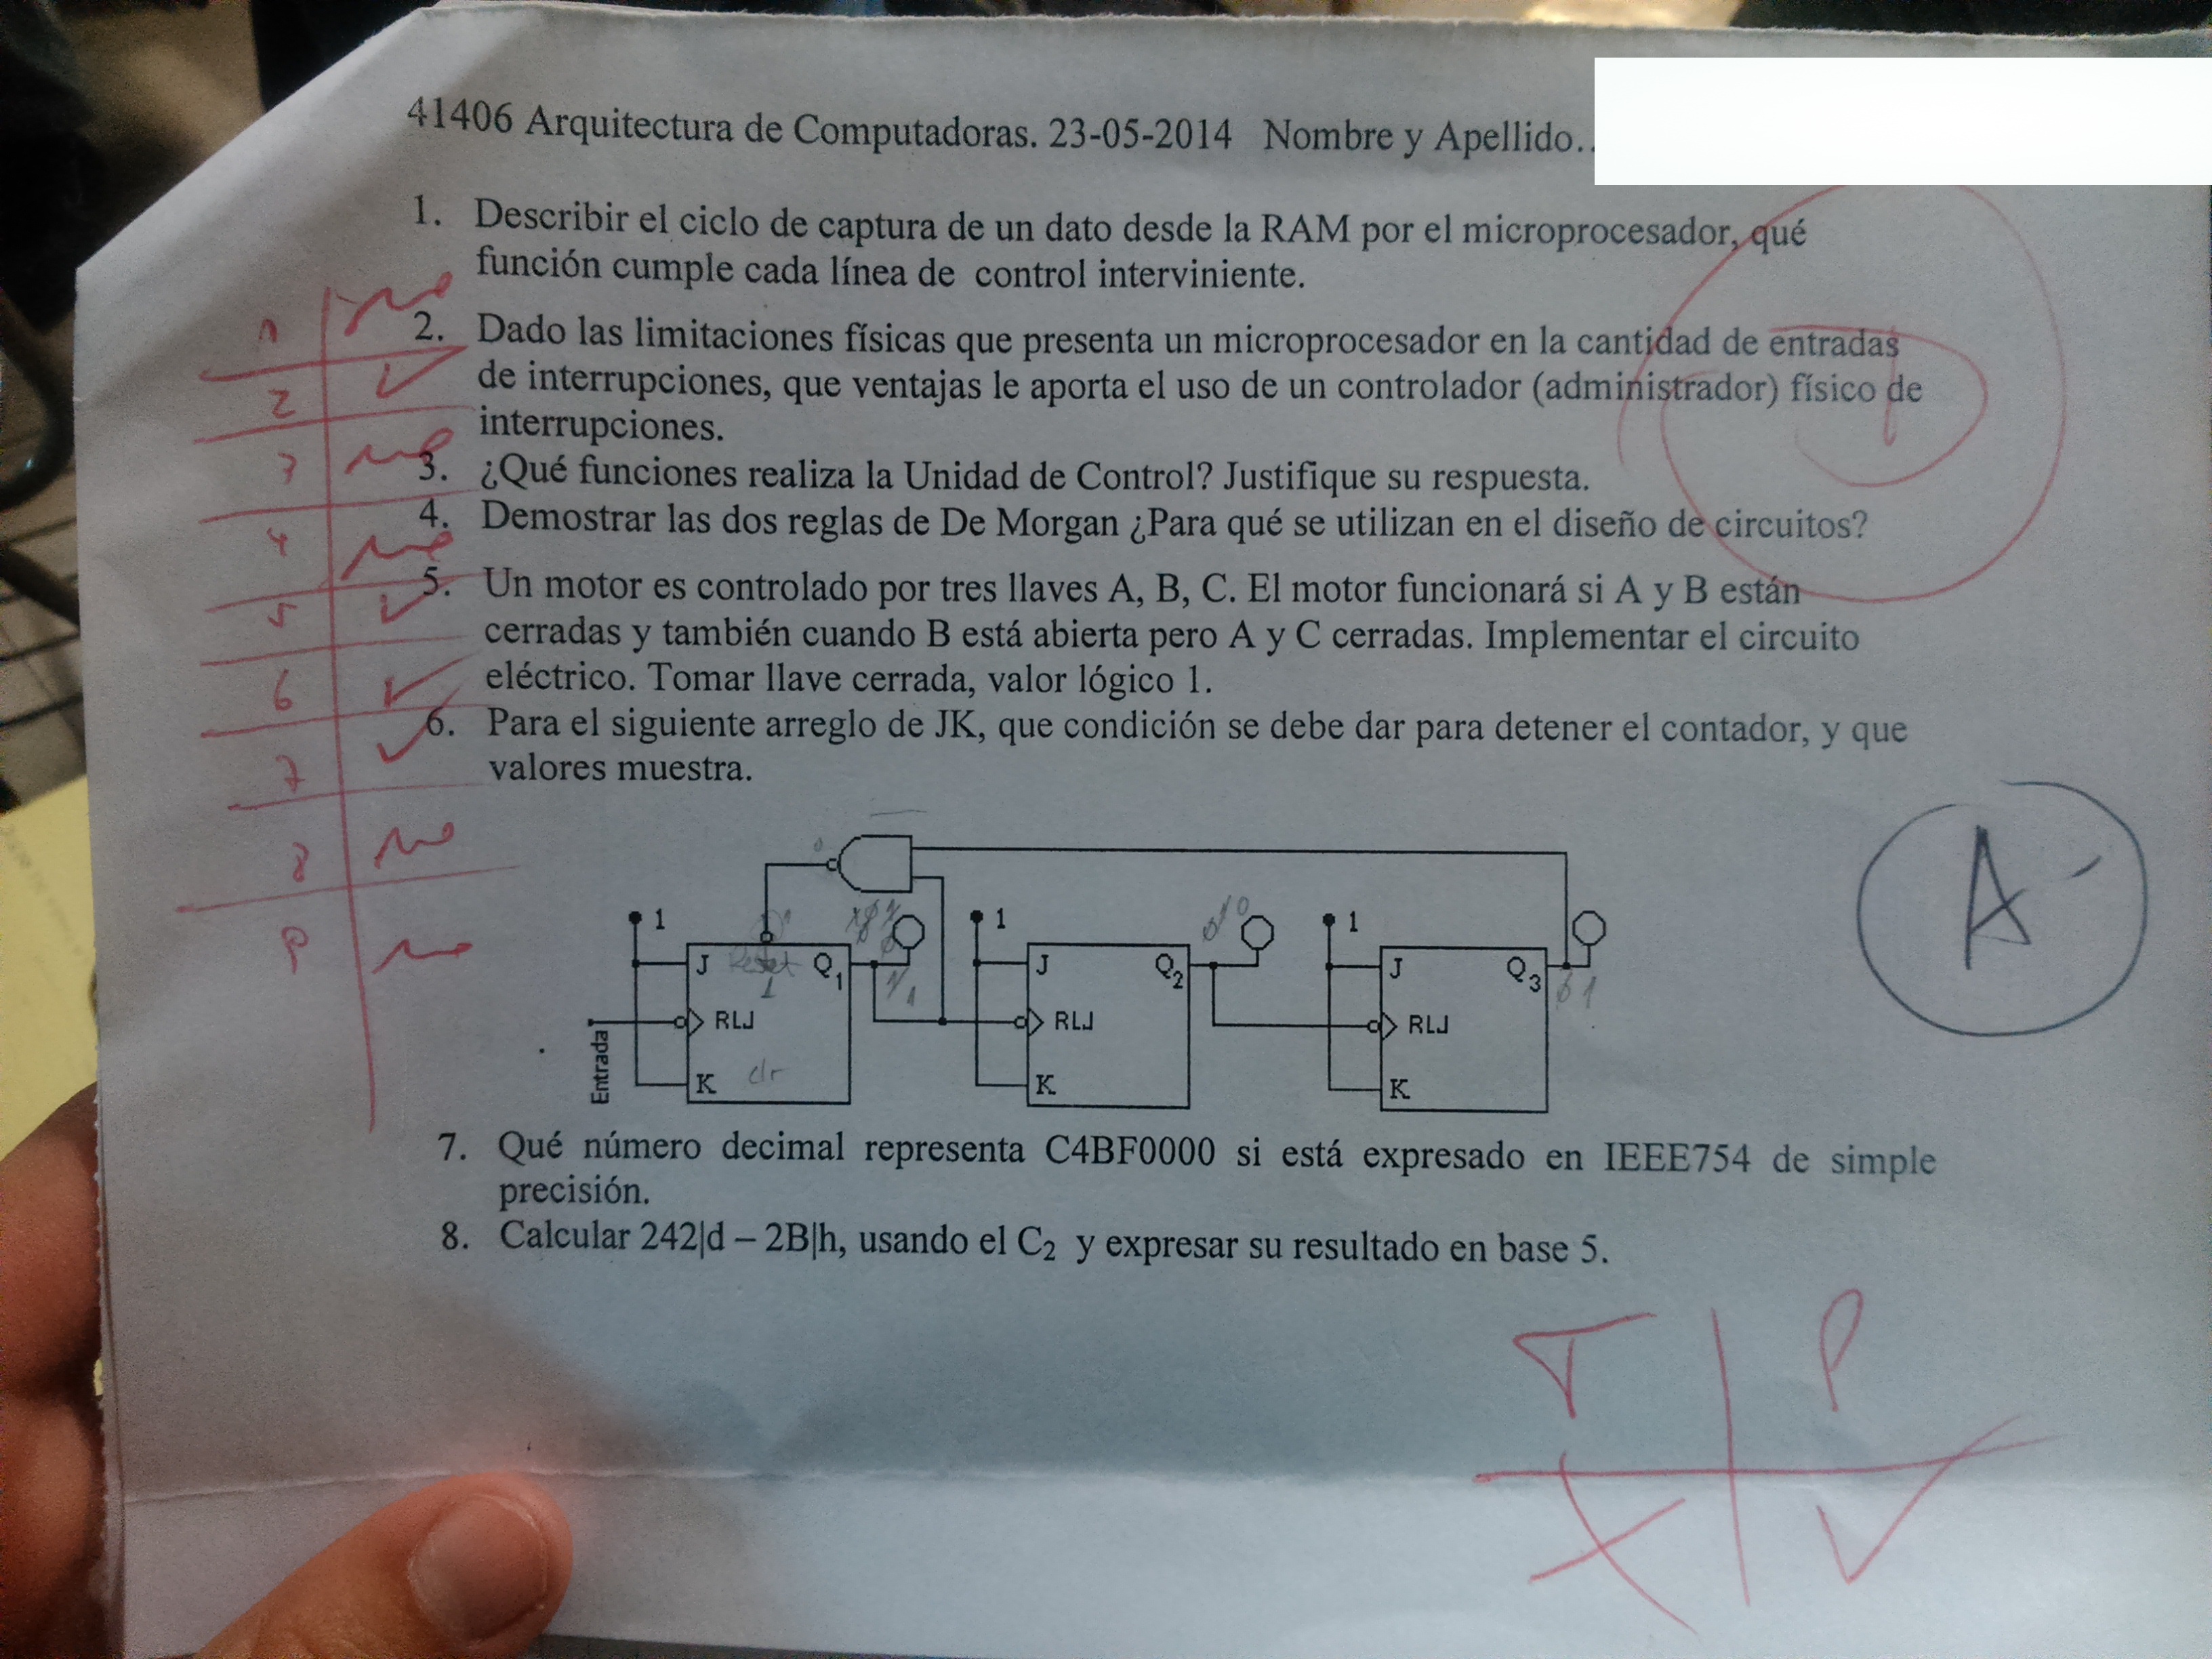 41406 Arquitectura de Computadoras. 23-05-2014 Nombre y Apellido..
1. Describir el ciclo de captura de un dato desde la RAM por el microprocesador, qué
función cumple cada línea de control interviniente.
2. Dado las limitaciones físicas que presenta un microprocesador en la cantidad de entradas
de interrupciones, que ventajas le aporta el uso de un controlador (administrador) físico de
interrupciones.
3. ¿Qué funciones realiza la Unidad de Control? Justifique su respuesta.
4. Demostrar las dos reglas de De Morgan ¿Para qué se utilizan en el diseño de circuitos?
5. Un motor es controlado por tres llaves A, B, C. El motor funcionará si A y B están
cerradas y también cuando B está abierta pero A y C cerradas. Implementar el circuito
eléctrico. Tomar llave cerrada, valor lógico 1.
6. Para el siguiente arreglo de JK, que condición se debe dar para detener el contador, y que
valores muestra.
1 1 1
J Reset Q1 J Q2 J Q3
1
RLJ RLJ RLJ
Entrada
K clr K K
7. Qué número decimal representa C4BF0000 si está expresado en IEEE754 de simple
precisión.
8. Calcular 242|d – 2B|h, usando el C2 y expresar su resultado en base 5.
1
2
3
4
5
6
7
8
A
T P